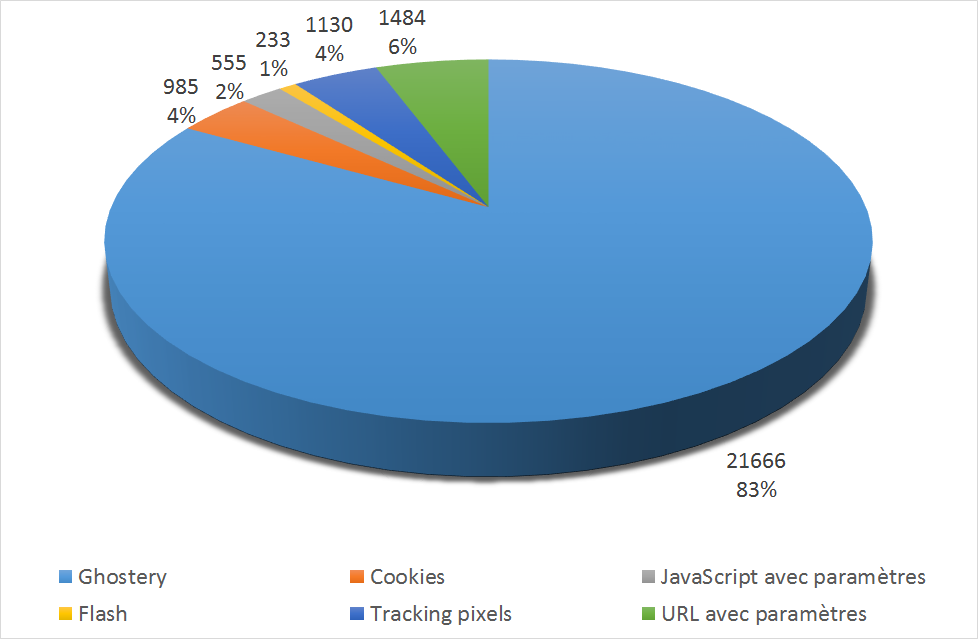 1484
6%
1130
4%
233
1%
555
2%
985
4%
21666
83%
Ghostery
Cookies
JavaScript avec paramètres
Flash
Tracking pixels
URL avec paramètres